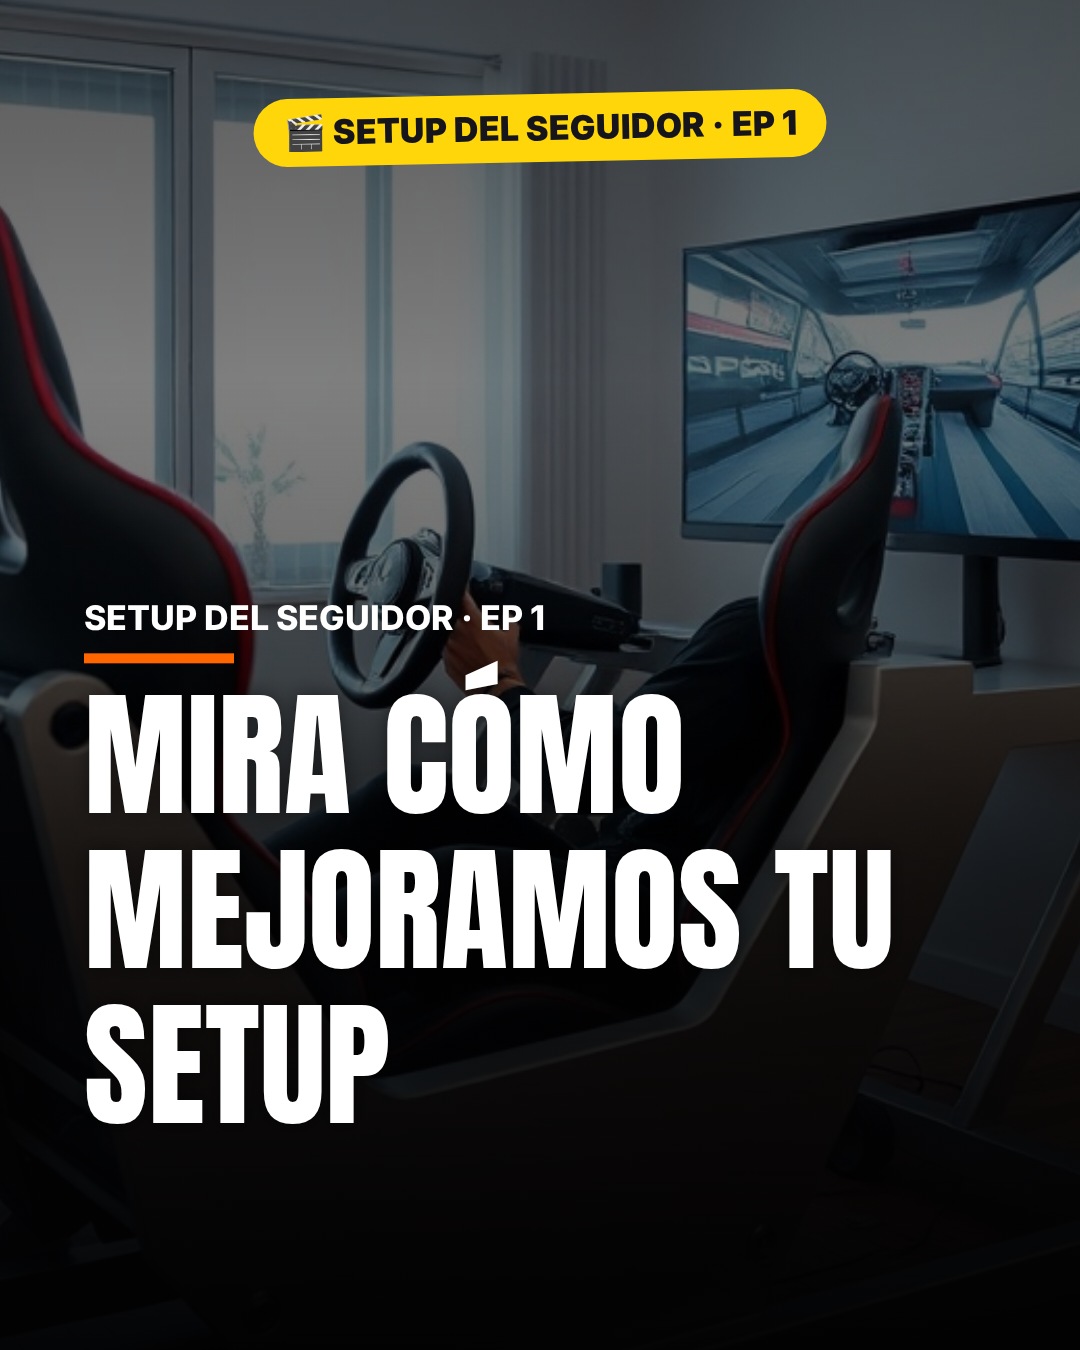 🎬 SETUP DEL SEGUIDOR · EP 1
SETUP DEL SEGUIDOR · EP 1
MIRA CÓMO
MEJORAMOS TU
SETUP